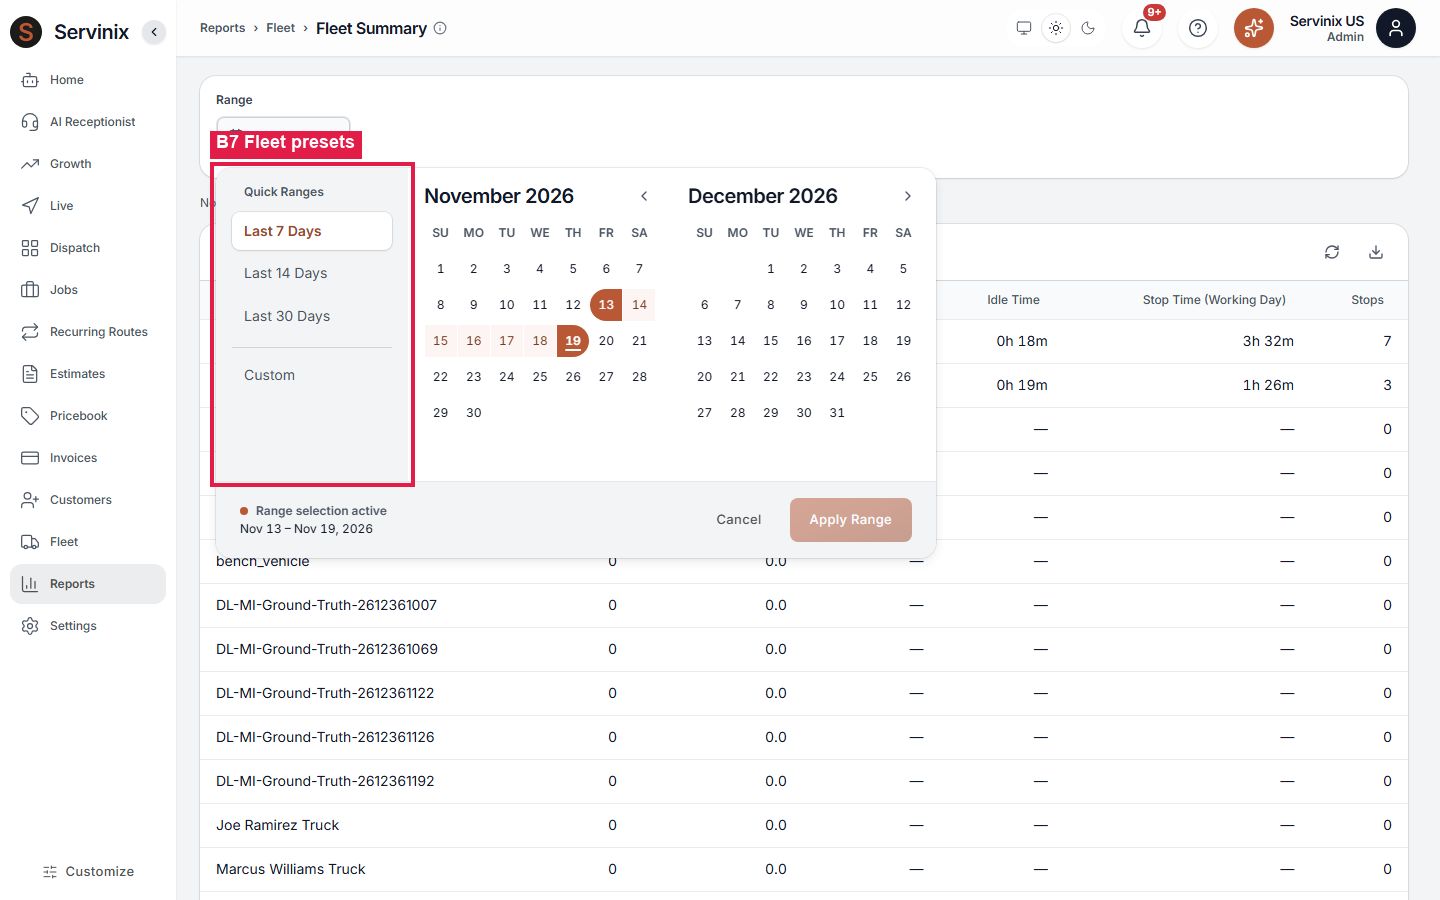 Servinix
Reports › Fleet › Fleet Summary
9+
Servinix US
Admin
Home
AI Receptionist
Growth
Live
Dispatch
Jobs
Recurring Routes
Estimates
Pricebook
Invoices
Customers
Fleet
Reports
Settings
Customize
Range
B7 Fleet presets
Quick Ranges
Last 7 Days
Last 14 Days
Last 30 Days
Custom
November 2026
SU MO TU WE TH FR SA
1 2 3 4 5 6 7
8 9 10 11 12 13 14
15 16 17 18 19 20 21
22 23 24 25 26 27 28
29 30
December 2026
SU MO TU WE TH FR SA
1 2 3 4 5
6 7 8 9 10 11 12
13 14 15 16 17 18 19
20 21 22 23 24 25 26
27 28 29 30 31
Range selection active
Nov 13 – Nov 19, 2026
Cancel
Apply Range
Idle Time Stop Time (Working Day) Stops
0h 18m 3h 32m 7
0h 19m 1h 26m 3
— — 0
— — 0
— — 0
bench_vehicle 0 0.0 — — — 0
DL-MI-Ground-Truth-2612361007 0 0.0 — — — 0
DL-MI-Ground-Truth-2612361069 0 0.0 — — — 0
DL-MI-Ground-Truth-2612361122 0 0.0 — — — 0
DL-MI-Ground-Truth-2612361126 0 0.0 — — — 0
DL-MI-Ground-Truth-2612361192 0 0.0 — — — 0
Joe Ramirez Truck 0 0.0 — — — 0
Marcus Williams Truck 0 0.0 — — — 0